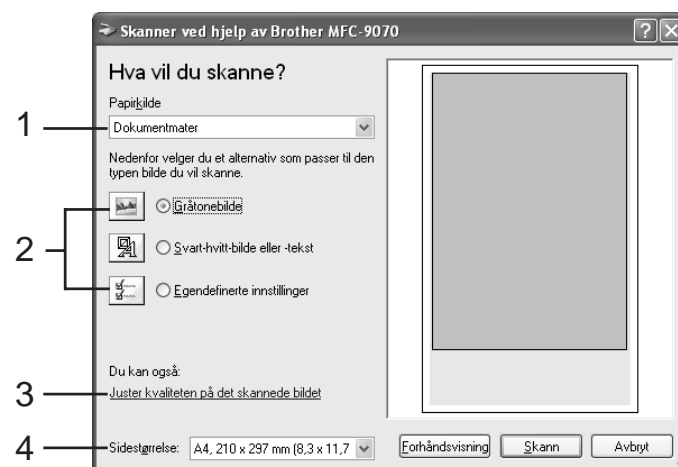 Skanner ved hjelp av Brother MFC-9070
Hva vil du skanne?
Papirkilde
1
Dokumentmater
Nedenfor velger du et alternativ som passer til den
typen bilde du vil skanne.
2
Gråtonebilde
Svart-hvitt-bilde eller -tekst
Egendefinerte innstillinger
Du kan også:
3
Juster kvaliteten på det skannede bildet
4
Sidestørrelse: A4, 210 x 297 mm (8,3 x 11,7
Forhåndsvisning Skann Avbryt